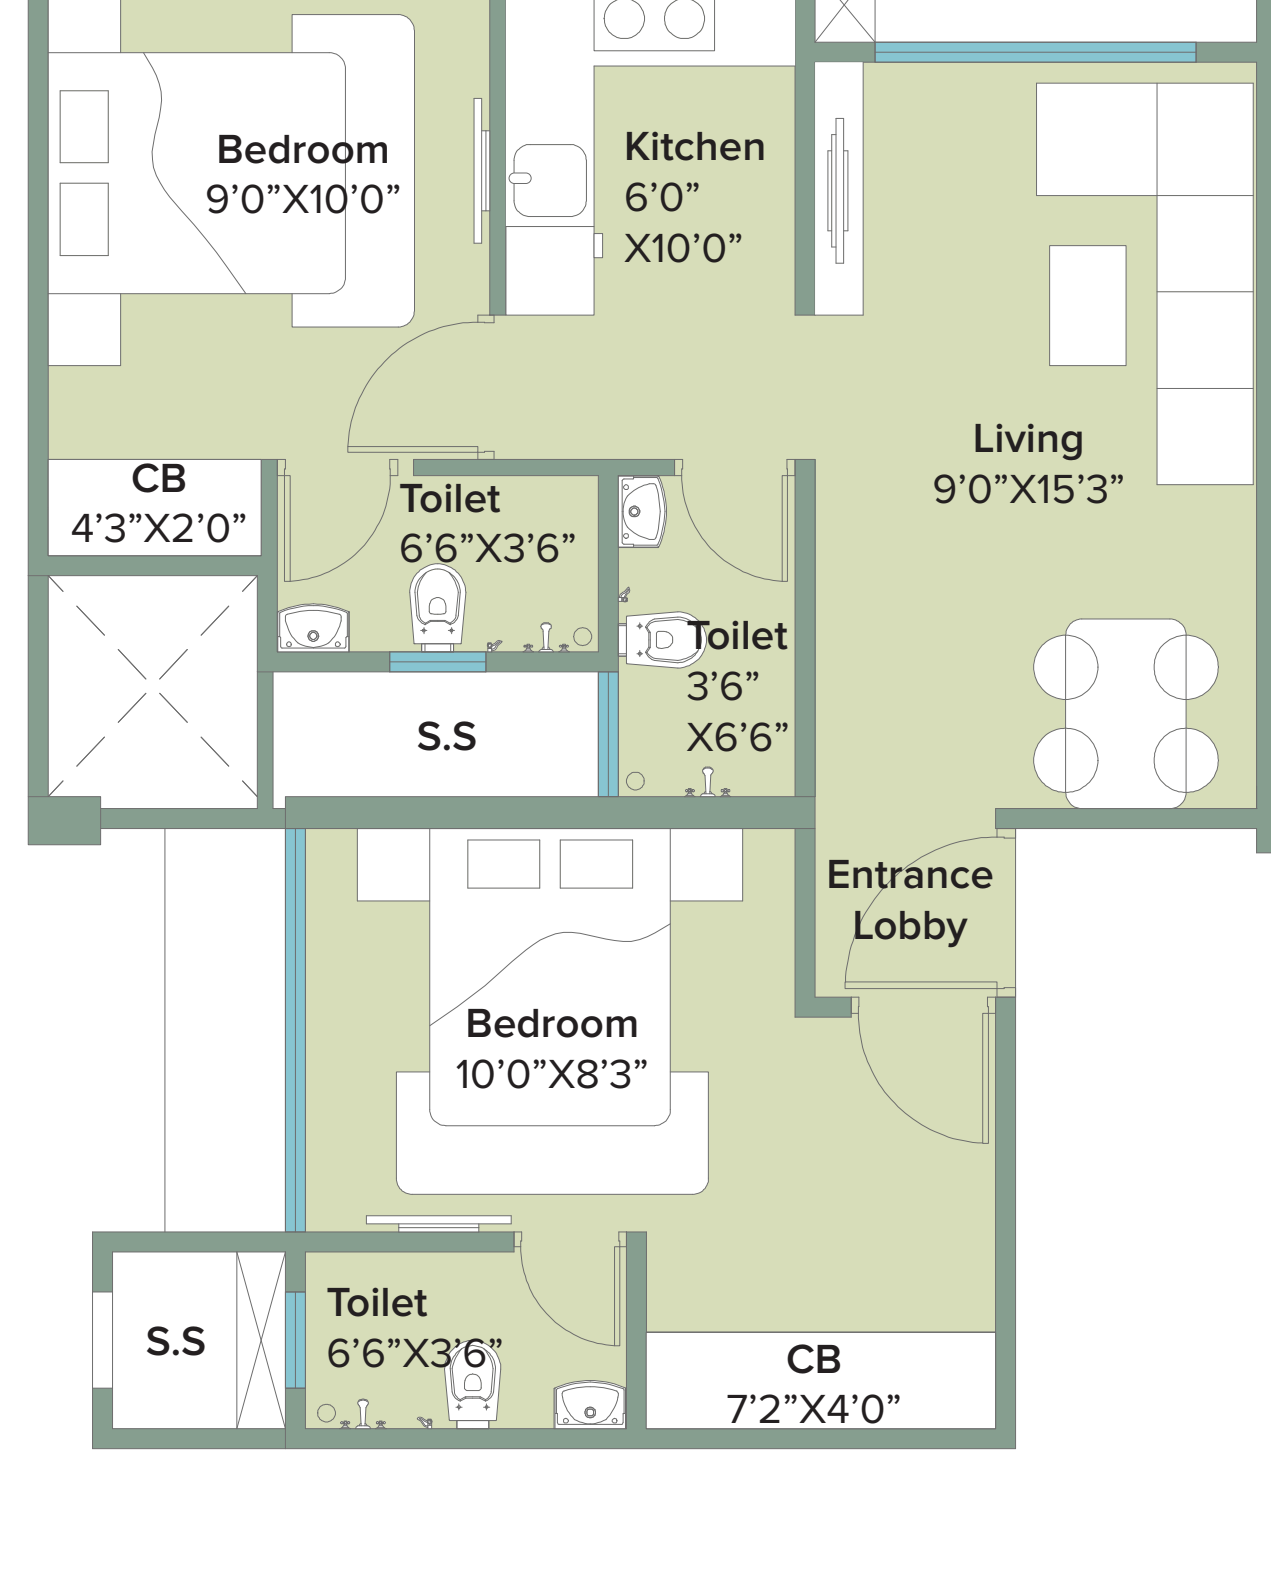 Bedroom
9’0”X10’0”
Kitchen
6’0”
X10’0”
Living
9’0”X15’3”
CB
4’3”X2’0”
Toilet
6’6”X3’6”
Toilet
3’6”
X6’6”
S.S
Entrance
Lobby
Bedroom
10’0”X8’3”
Toilet
6’6”X3’6”
S.S
CB
7’2”X4’0”